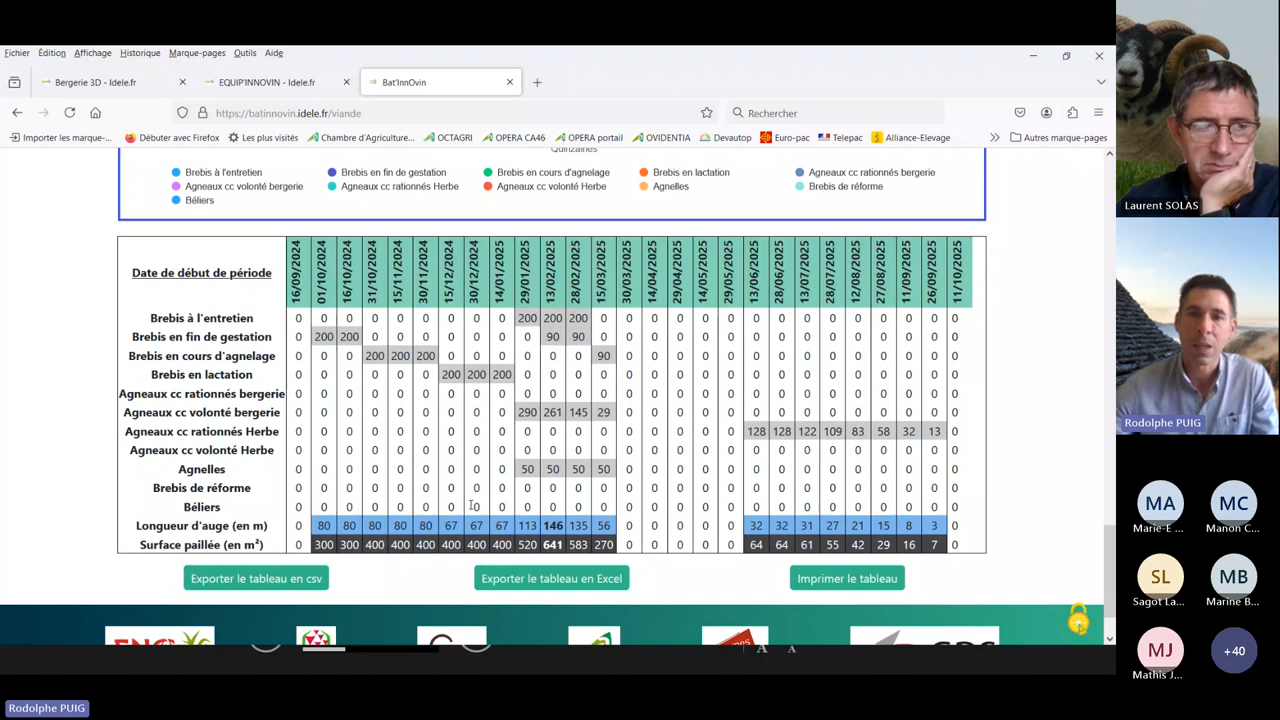 Fichier Édition Affichage Historique Marque-pages Outils Aide
Bergerie 3D - Idele.fr EQUIP'INNOVIN - Idele.fr Bat'InnOvin
https://batinnovin.idele.fr/viande Rechercher
Importer les marque-... Débuter avec Firefox Les plus visités Chambre d'Agriculture... OCTAGRI OPERA CA46 OPERA portail OVIDENTIA Devautop Euro-pac Telepac Alliance-Elevage Autres marque-pages
Quinzaines
Brebis à l'entretien Brebis en fin de gestation Brebis en cours d'agnelage Brebis en lactation Agneaux cc rationnés bergerie
Agneaux cc volonté bergerie Agneaux cc rationnés Herbe Agneaux cc volonté Herbe Agnelles Brebis de réforme
Béliers
Date de début de période 16/09/2024 01/10/2024 16/10/2024 31/10/2024 15/11/2024 30/11/2024 15/12/2024 30/12/2024 14/01/2025 29/01/2025 13/02/2025 28/02/2025 15/03/2025 30/03/2025 14/04/2025 29/04/2025 14/05/2025 29/05/2025 13/06/2025 28/06/2025 13/07/2025 28/07/2025 12/08/2025 27/08/2025 11/09/2025 26/09/2025 11/10/2025
Brebis à l'entretien 0 0 0 0 0 0 0 0 0 200 200 200 0 0 0 0 0 0 0 0 0 0 0 0 0 0 0
Brebis en fin de gestation 0 200 200 0 0 0 0 0 0 0 90 90 0 0 0 0 0 0 0 0 0 0 0 0 0 0 0
Brebis en cours d'agnelage 0 0 0 200 200 200 0 0 0 0 0 0 90 0 0 0 0 0 0 0 0 0 0 0 0 0 0
Brebis en lactation 0 0 0 0 0 0 200 200 200 0 0 0 0 0 0 0 0 0 0 0 0 0 0 0 0 0 0
Agneaux cc rationnés bergerie 0 0 0 0 0 0 0 0 0 0 0 0 0 0 0 0 0 0 0 0 0 0 0 0 0 0 0
Agneaux cc volonté bergerie 0 0 0 0 0 0 0 0 0 290 261 145 29 0 0 0 0 0 0 0 0 0 0 0 0 0 0
Agneaux cc rationnés Herbe 0 0 0 0 0 0 0 0 0 0 0 0 0 0 0 0 0 0 128 128 122 109 83 58 32 13 0
Agneaux cc volonté Herbe 0 0 0 0 0 0 0 0 0 0 0 0 0 0 0 0 0 0 0 0 0 0 0 0 0 0 0
Agnelles 0 0 0 0 0 0 0 0 0 50 50 50 50 0 0 0 0 0 0 0 0 0 0 0 0 0 0
Brebis de réforme 0 0 0 0 0 0 0 0 0 0 0 0 0 0 0 0 0 0 0 0 0 0 0 0 0 0 0
Béliers 0 0 0 0 0 0 0 0 0 0 0 0 0 0 0 0 0 0 0 0 0 0 0 0 0 0 0
Longueur d'auge (en m) 0 80 80 80 80 80 67 67 67 113 146 135 56 0 0 0 0 0 32 32 31 27 21 15 8 3 0
Surface paillée (en m²) 0 300 300 400 400 400 400 400 400 520 641 583 270 0 0 0 0 0 64 64 61 55 42 29 16 7 0
Exporter le tableau en csv Exporter le tableau en Excel Imprimer le tableau
A A
Laurent SOLAS
Rodolphe PUIG
MA MC
Marie-E ... Manon C...
SL MB
Sagot La... Marine B...
MJ +40
Mathis J...
Rodolphe PUIG